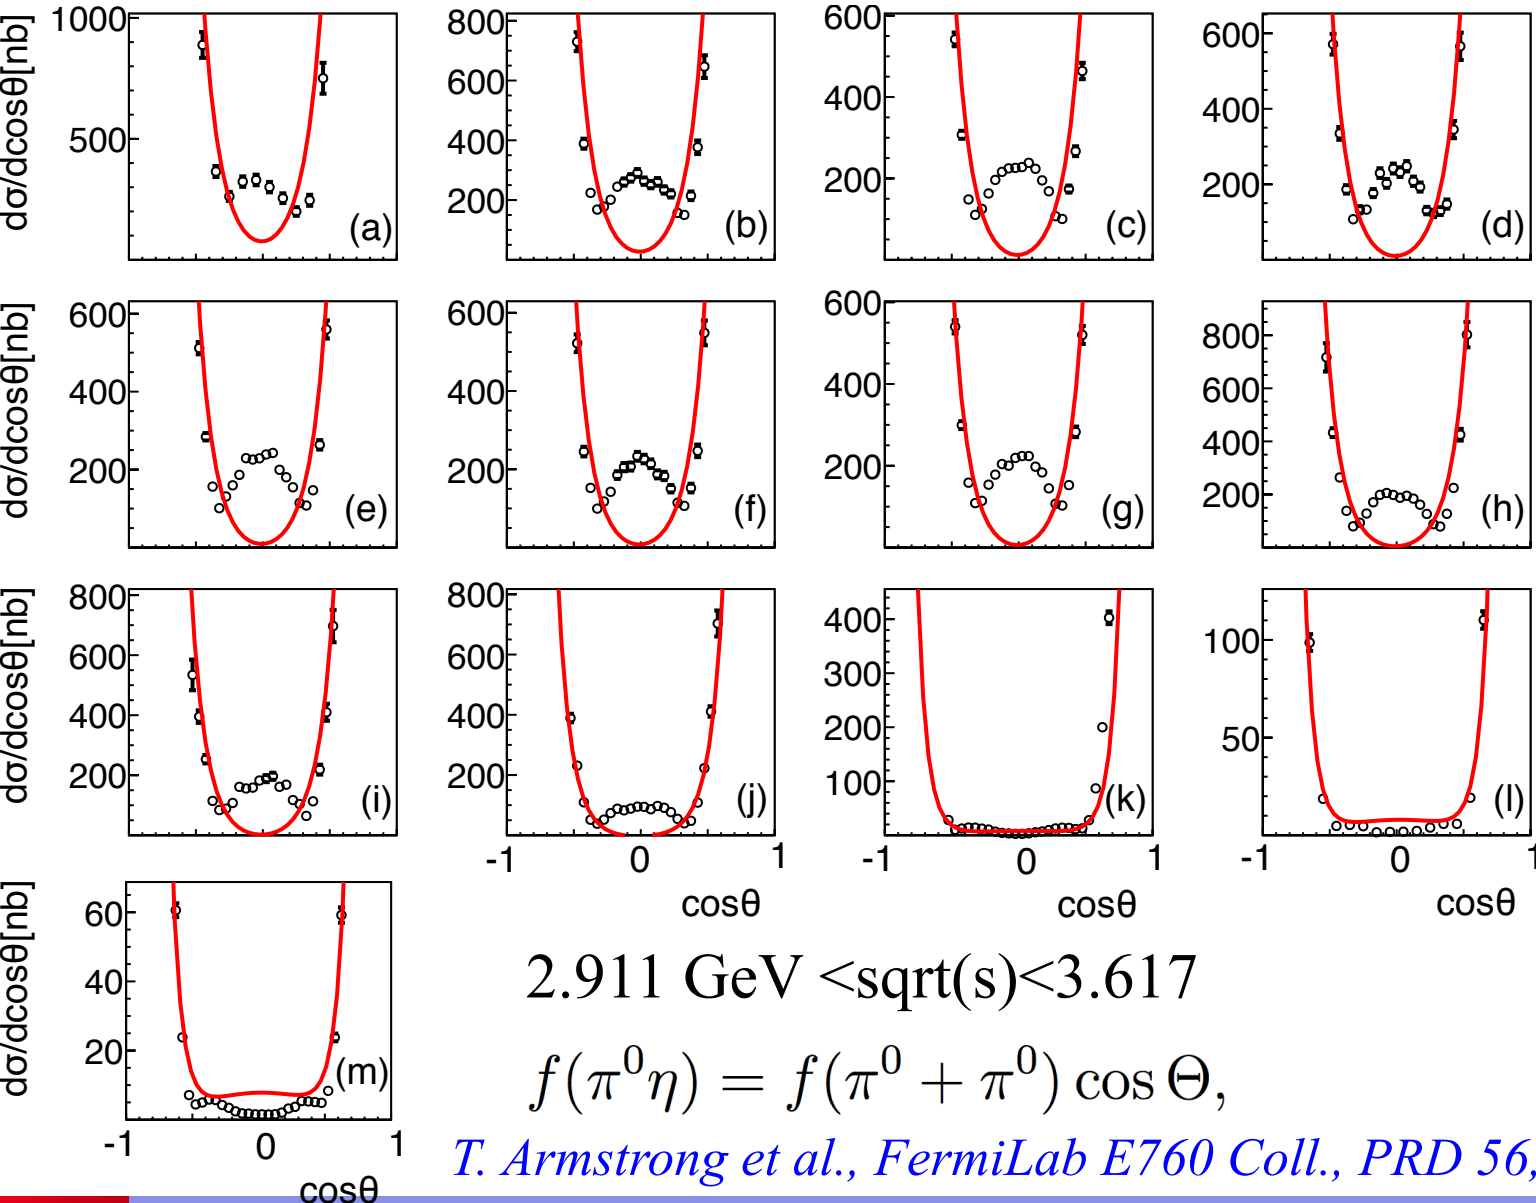 dσ/dcosθ[nb]
1000
500
(a)
800
600
400
200
(b)
600
400
200
(c)
600
400
200
(d)
dσ/dcosθ[nb]
600
400
200
(e)
600
400
200
(f)
600
400
200
(g)
800
600
400
200
(h)
dσ/dcosθ[nb]
800
600
400
200
(i)
800
600
400
200
(j)
-1 0 1
cosθ
400
300
200
100
(k)
-1 0 1
cosθ
100
50
(l)
-1 0 1
cosθ
dσ/dcosθ[nb]
60
40
20
(m)
-1 0 1
cosθ
2.911 GeV <sqrt(s)<3.617
f(π⁰η) = f(π⁰ + π⁰) cos Θ,
T. Armstrong et al., FermiLab E760 Coll., PRD 56,